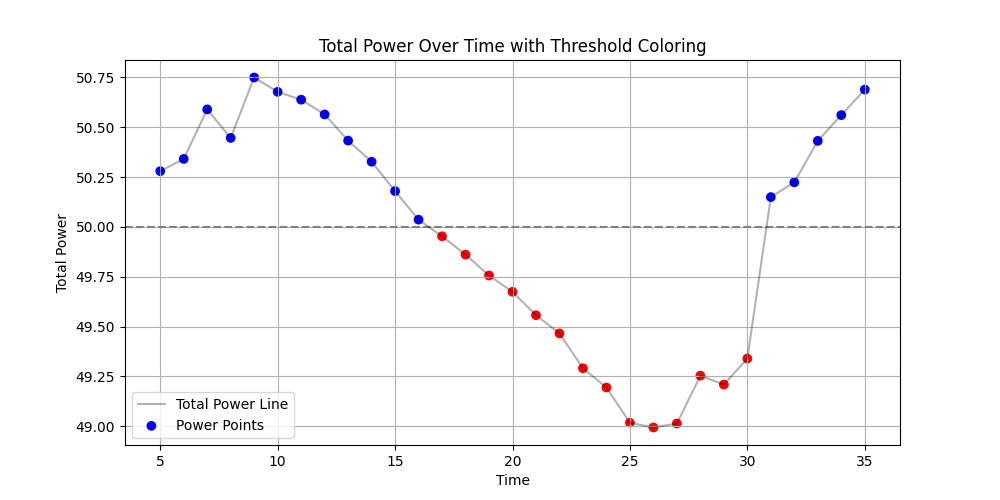 Total Power Over Time with Threshold Coloring
50.75
50.50
50.25
50.00
49.75
49.50
49.25
49.00
Total Power
Total Power Line
Power Points
5 10 15 20 25 30 35
Time